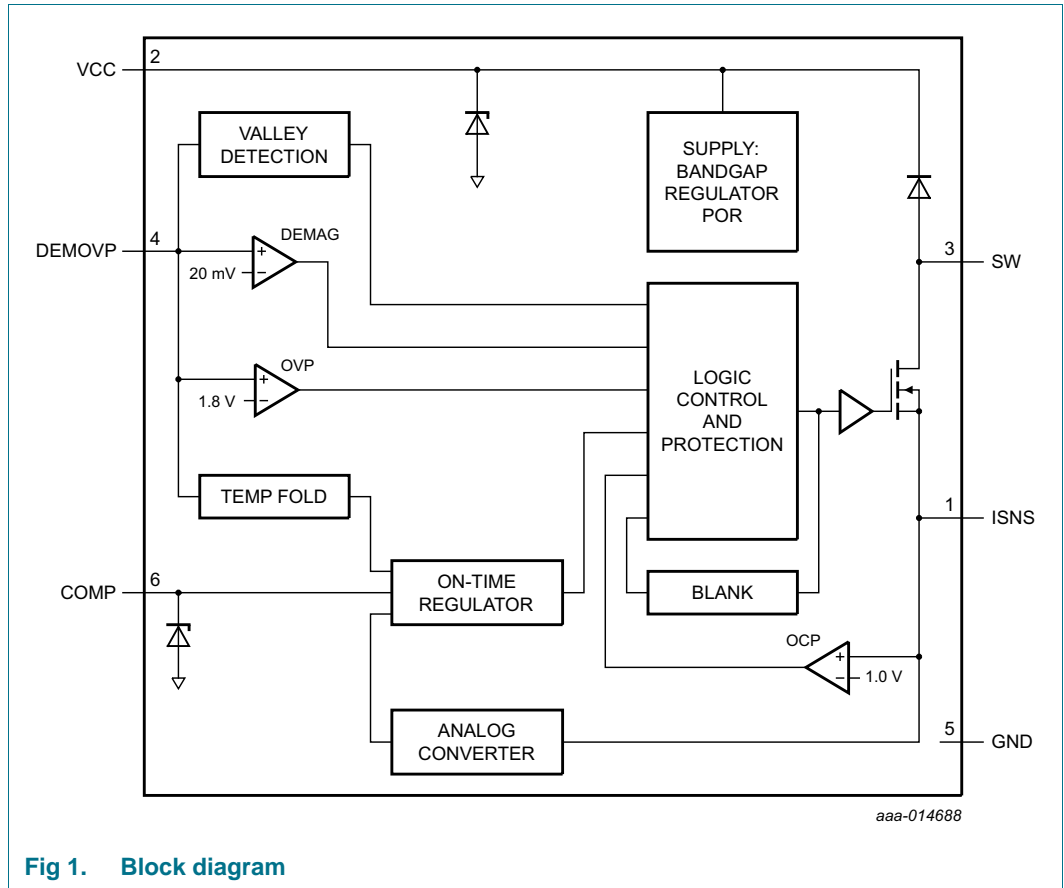 2
VCC
VALLEY
DETECTION
SUPPLY:
BANDGAP
REGULATOR
POR
4
DEMOVP
DEMAG
+
20 mV
−
3
SW
OVP
+
1.8 V
−
LOGIC
CONTROL
AND
PROTECTION
TEMP FOLD
1
ISNS
6
COMP
ON-TIME
REGULATOR
BLANK
OCP
+
−
1.0 V
ANALOG
CONVERTER
5
GND
aaa-014688
Fig 1. Block diagram